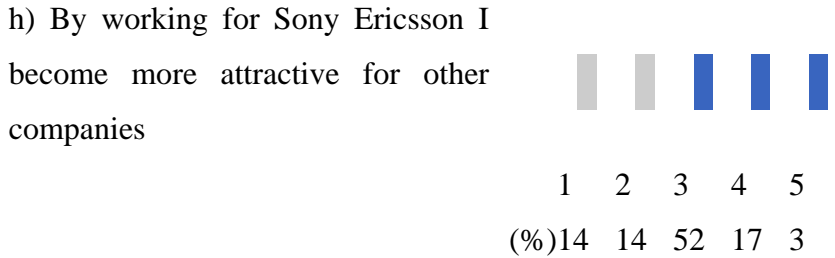 h) By working for Sony Ericsson I
become more attractive for other
companies
1 2 3 4 5
(%)14 14 52 17 3